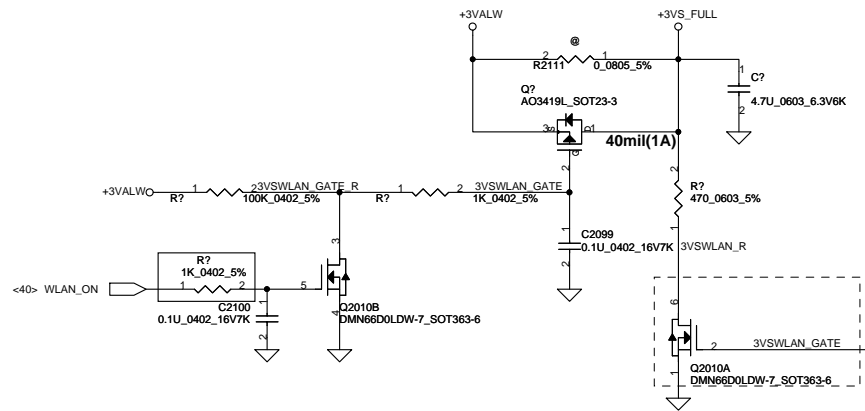 +3VALW
+3VS_FULL
@
2
1
R2111
0_0805_5%
C?
1
4.7U_0603_6.3V6K
2
Q?
AO3419L_SOT23-3
3
S
D
1
40mil(1A)
G
2
2
+3VALW
1
2
3VSWLAN_GATE_R
R?
100K_0402_5%
1
2
3VSWLAN_GATE
R?
1K_0402_5%
R?
470_0603_5%
1
1
C2099
0.1U_0402_16V7K
2
3VSWLAN_R
3
R?
1K_0402_5%
<40> WLAN_ON
1
2
5
C2100
1
0.1U_0402_16V7K
2
4
Q2010B
DMN66D0LDW-7_SOT363-6
6
2
3VSWLAN_GATE
1
Q2010A
DMN66D0LDW-7_SOT363-6